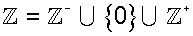 ℤ = ℤ⁻ ∪ {0} ∪ ℤ⁺